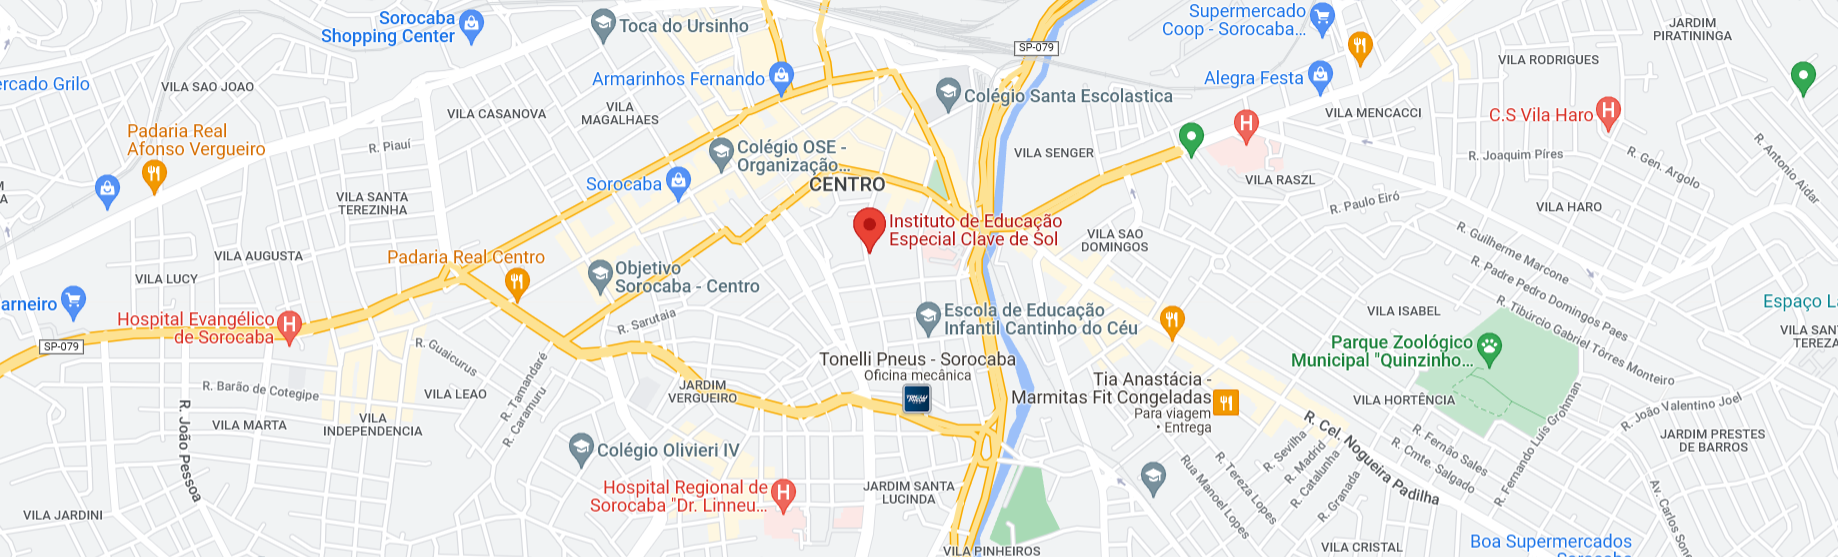 Sorocaba
Shopping Center
Toca do Ursinho
SP-079
Supermercado
Coop - Sorocaba...
JARDIM
PIRATININGA
VILA RODRIGUES
ercado Grilo
VILA SAO JOAO
Armarinhos Fernando
Alegra Festa
Colégio Santa Escolastica
VILA CASANOVA
VILA
MAGALHAES
C.S Vila Haro
VILA MENCACCI
Padaria Real
Afonso Vergueiro
R. Piauí
Colégio OSE -
Organização...
VILA SENGER
R. Joaquim Píres
R. Gen. Argolo
R. Antonio Aidar
M
A
Sorocaba
CENTRO
VILA RASZL
VILA SANTA
TEREZINHA
R. Paulo Eiró
VILA HARO
Instituto de Educação
Especial Clave de Sol
VILA SAO
DOMINGOS
R. Guilherme Marcone
VILA AUGUSTA
Padaria Real Centro
VILA LUCY
Objetivo
Sorocaba - Centro
R. Padre Pedro Domingos Paes
R. Tibúrcio Gabriel Tôrres Monteiro
arneiro
Hospital Evangélico
de Sorocaba
R. Sarutaia
Escola de Educação
Infantil Cantinho do Céu
VILA ISABEL
Espaço La
VILA SAN
TEREZA
SP-079
R. Guaicurus
Parque Zoológico
Municipal "Quinzinho...
Tonelli Pneus - Sorocaba
Oficina mecânica
R. Barão de Cotegipe
R. Tamandaré
R. Caramuru
VILA LEAO
JARDIM
VERGUEIRO
Tia Anastácia -
Marmitas Fit Congeladas
Para viagem
• Entrega
VILA HORTÊNCIA
R. João Valentino Joel
R. João Pessoa
VILA MARTA
VILA
INDEPENDENCIA
R. Cel. Nogueira Padilha
R. Fernão Sales
R. Cmte. Salgado
R. Fernando Luis Grohman
JARDIM PRESTES
DE BARROS
Colégio Olivieri IV
R. Sevilha
R. Madrid
R. Catalunha
R. Granada
R. Tereza Lopes
Rua Manoel Lopes
Hospital Regional de
Sorocaba "Dr. Linneu...
JARDIM SANTA
LUCINDA
Av. Carlos Son
VILA JARDINI
VILA PINHEIROS
VILA CRISTAL
Boa Supermercados
Sorocaba